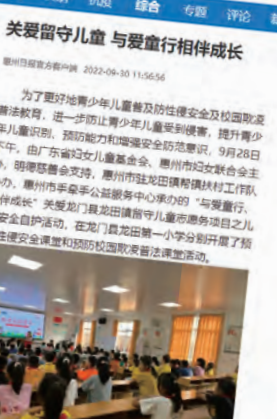 防疫 综合 专题 评论
关爱留守儿童 与爱童行相伴成长
惠州日报官方客户端 2022-09-30 11:56:56
为了更好地青少年儿童普及防性侵安全及校园欺凌
普法教育，进一步防止青少年儿童受到侵害，提升青少
年儿童识别、预防能力和增强安全防范意识，9月28日
下午，由广东省妇女儿童基金会、惠州市妇女联合会主
办，明德慈善会支持，惠州市驻龙田镇帮镇扶村工作队
办、惠州市手牵手公益服务中心承办的“与爱童行、
伴成长”关爱龙门县龙田镇留守儿童志愿服务项目之儿
安全自护活动，在龙门县龙田第一小学分别开展了预
性侵安全课堂和预防校园欺凌普法课堂活动。